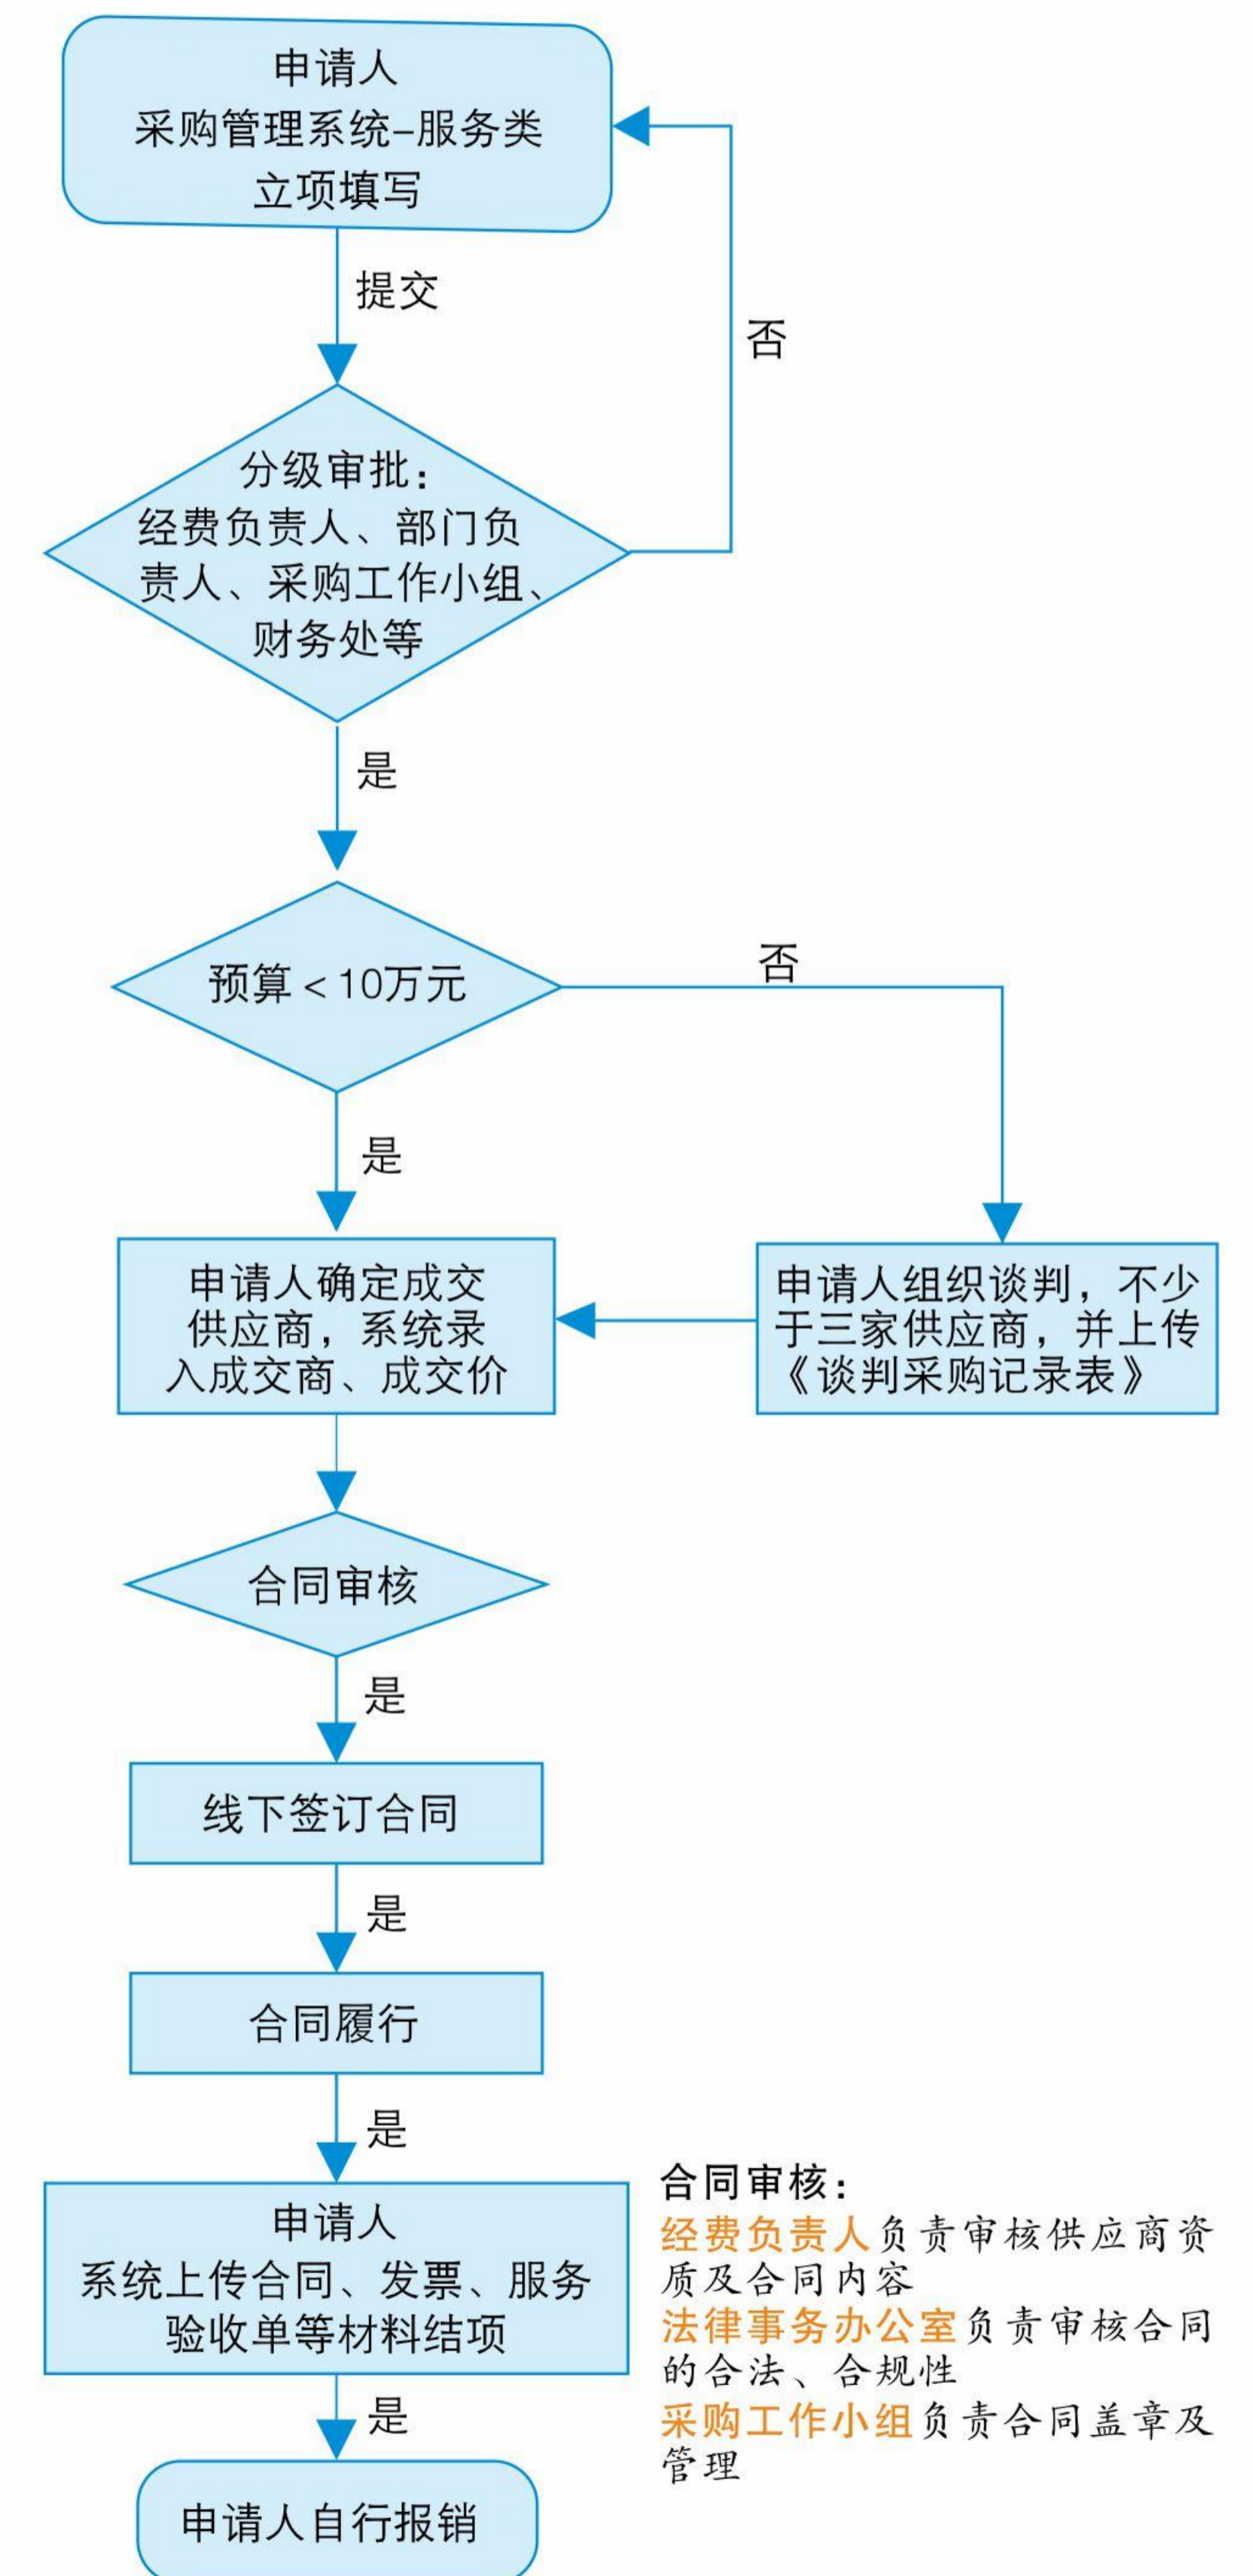 申请人
采购管理系统-服务类
立项填写
提交
否
分级审批：
经费负责人、部门负
责人、采购工作小组、
财务处等
是
预算 < 10万元
否
是
申请人确定成交
供应商，系统录
入成交商、成交价
申请人组织谈判，不少
于三家供应商，并上传
《谈判采购记录表》
合同审核
是
线下签订合同
是
合同履行
是
申请人
系统上传合同、发票、服务
验收单等材料结项
是
申请人自行报销
合同审核：
经费负责人负责审核供应商资
质及合同内容
法律事务办公室负责审核合同
的合法、合规性
采购工作小组负责合同盖章及
管理